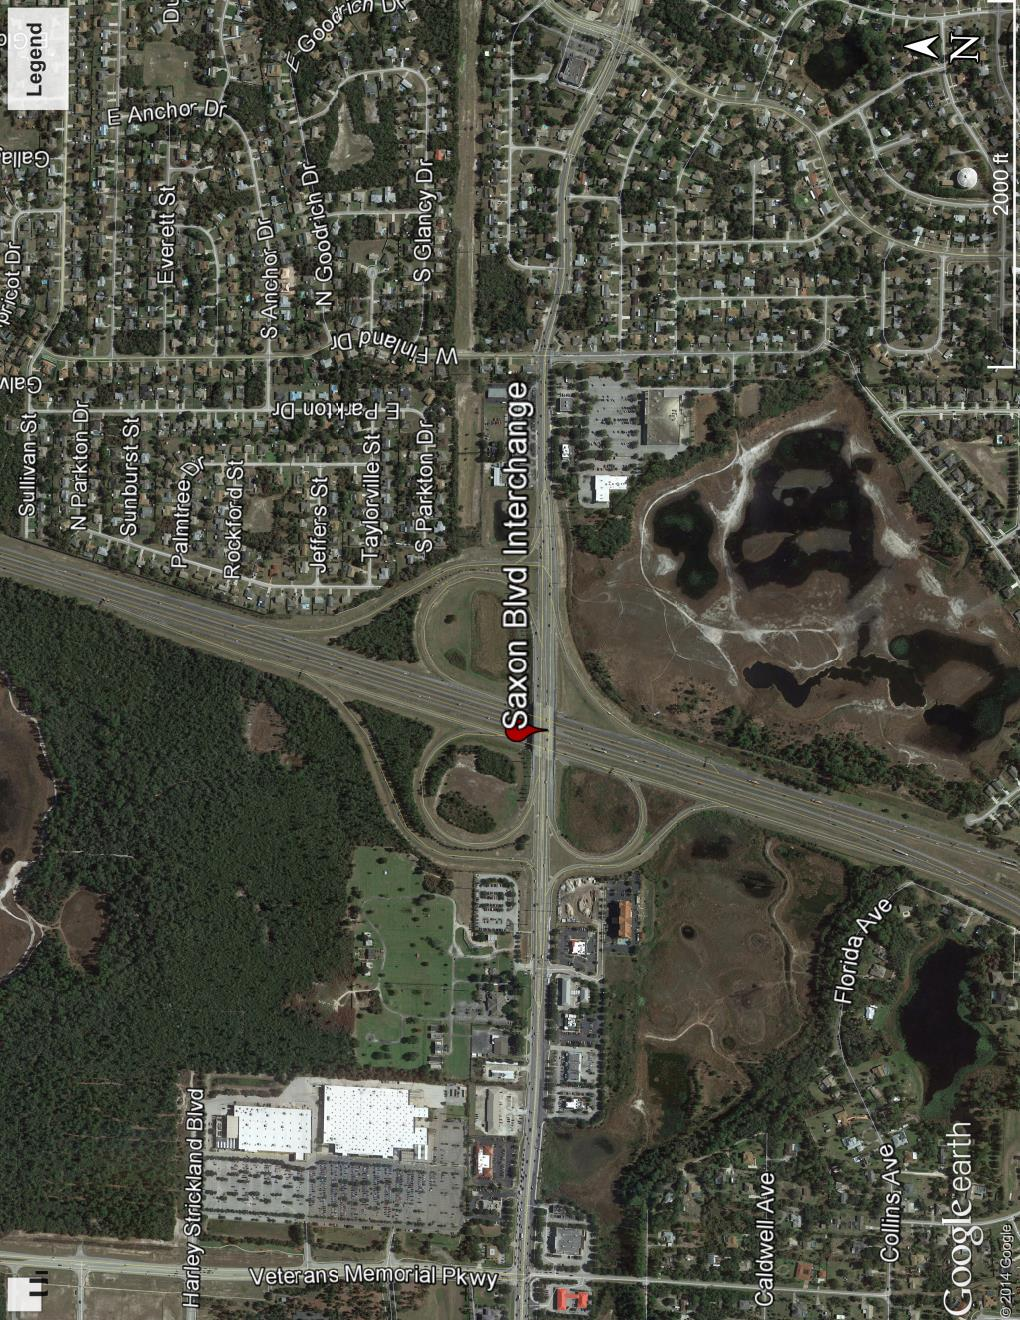 Legend
E Anchor Dr
E Goodrich Dr
Everett St
S Anchor Dr
N Goodrich Dr
S Glancy Dr
W Finland Dr
E Parkton Dr
Sullivan St
N Parkton Dr
Sunburst St
Palmtree Dr
Rockford St
Jeffers St
Taylorville St
S Parkton Dr
Saxon Blvd Interchange
Florida Ave
Harley Strickland Blvd
Veterans Memorial Pkwy
Caldwell Ave
Collins Ave
N
2000 ft
Google earth
© 2014 Google